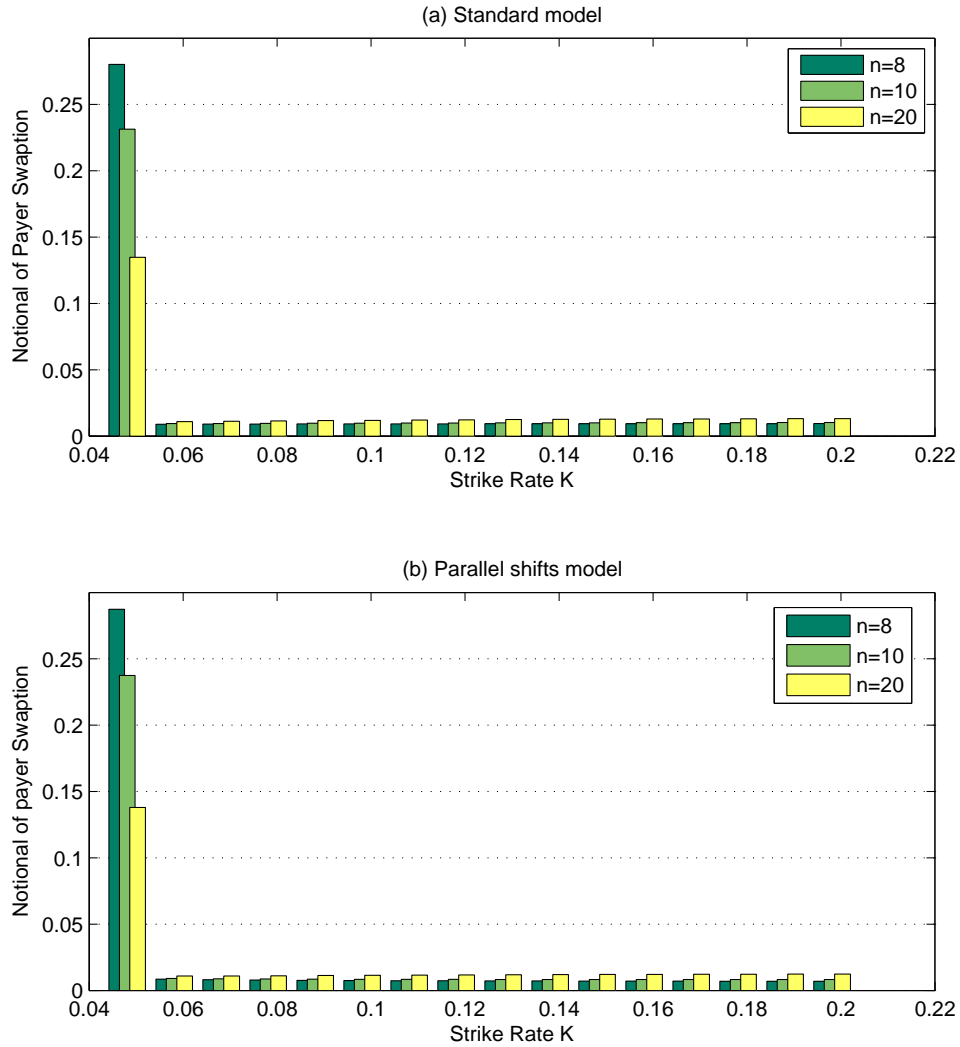 (a) Standard model
Notional of Payer Swaption
0.25
0.2
0.15
0.1
0.05
0
n=8
n=10
n=20
0.04 0.06 0.08 0.1 0.12 0.14 0.16 0.18 0.2 0.22
Strike Rate K
(b) Parallel shifts model
Notional of payer Swaption
0.25
0.2
0.15
0.1
0.05
0
n=8
n=10
n=20
0.04 0.06 0.08 0.1 0.12 0.14 0.16 0.18 0.2 0.22
Strike Rate K